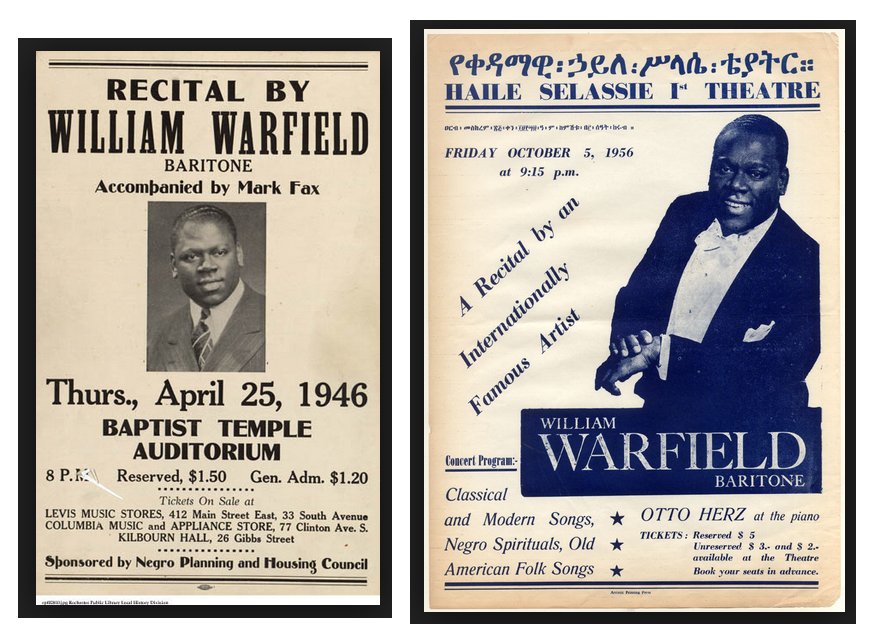 RECITAL BY
WILLIAM WARFIELD
BARITONE
Accompanied by Mark Fax
Thurs., April 25, 1946
BAPTIST TEMPLE
AUDITORIUM
8 P.M. Reserved, $1.50 Gen. Adm. $1.20
Tickets On Sale at
LEVIS MUSIC STORES, 412 Main Street East, 33 South Avenue
COLUMBIA MUSIC and APPLIANCE STORE, 77 Clinton Ave. S.
KILBOURN HALL, 26 Gibbs Street
Sponsored by Negro Planning and Housing Council
Rochester Public Library Local History Division
የቀዳማዊ፡ኃይለ፡ሥላሴ፡ቴያትር።
HAILE SELASSIE Ist THEATRE
FRIDAY OCTOBER 5, 1956
at 9:15 p.m.
A Recital by an
Internationally
Famous Artist
WILLIAM
WARFIELD
BARITONE
Concert Program:-
Classical
and Modern Songs,
Negro Spirituals, Old
American Folk Songs
★ OTTO HERZ at the piano
★ TICKETS: Reserved $ 5
Unreserved $ 3.- and $ 2.-
available at the Theatre
★ Book your seats in advance.